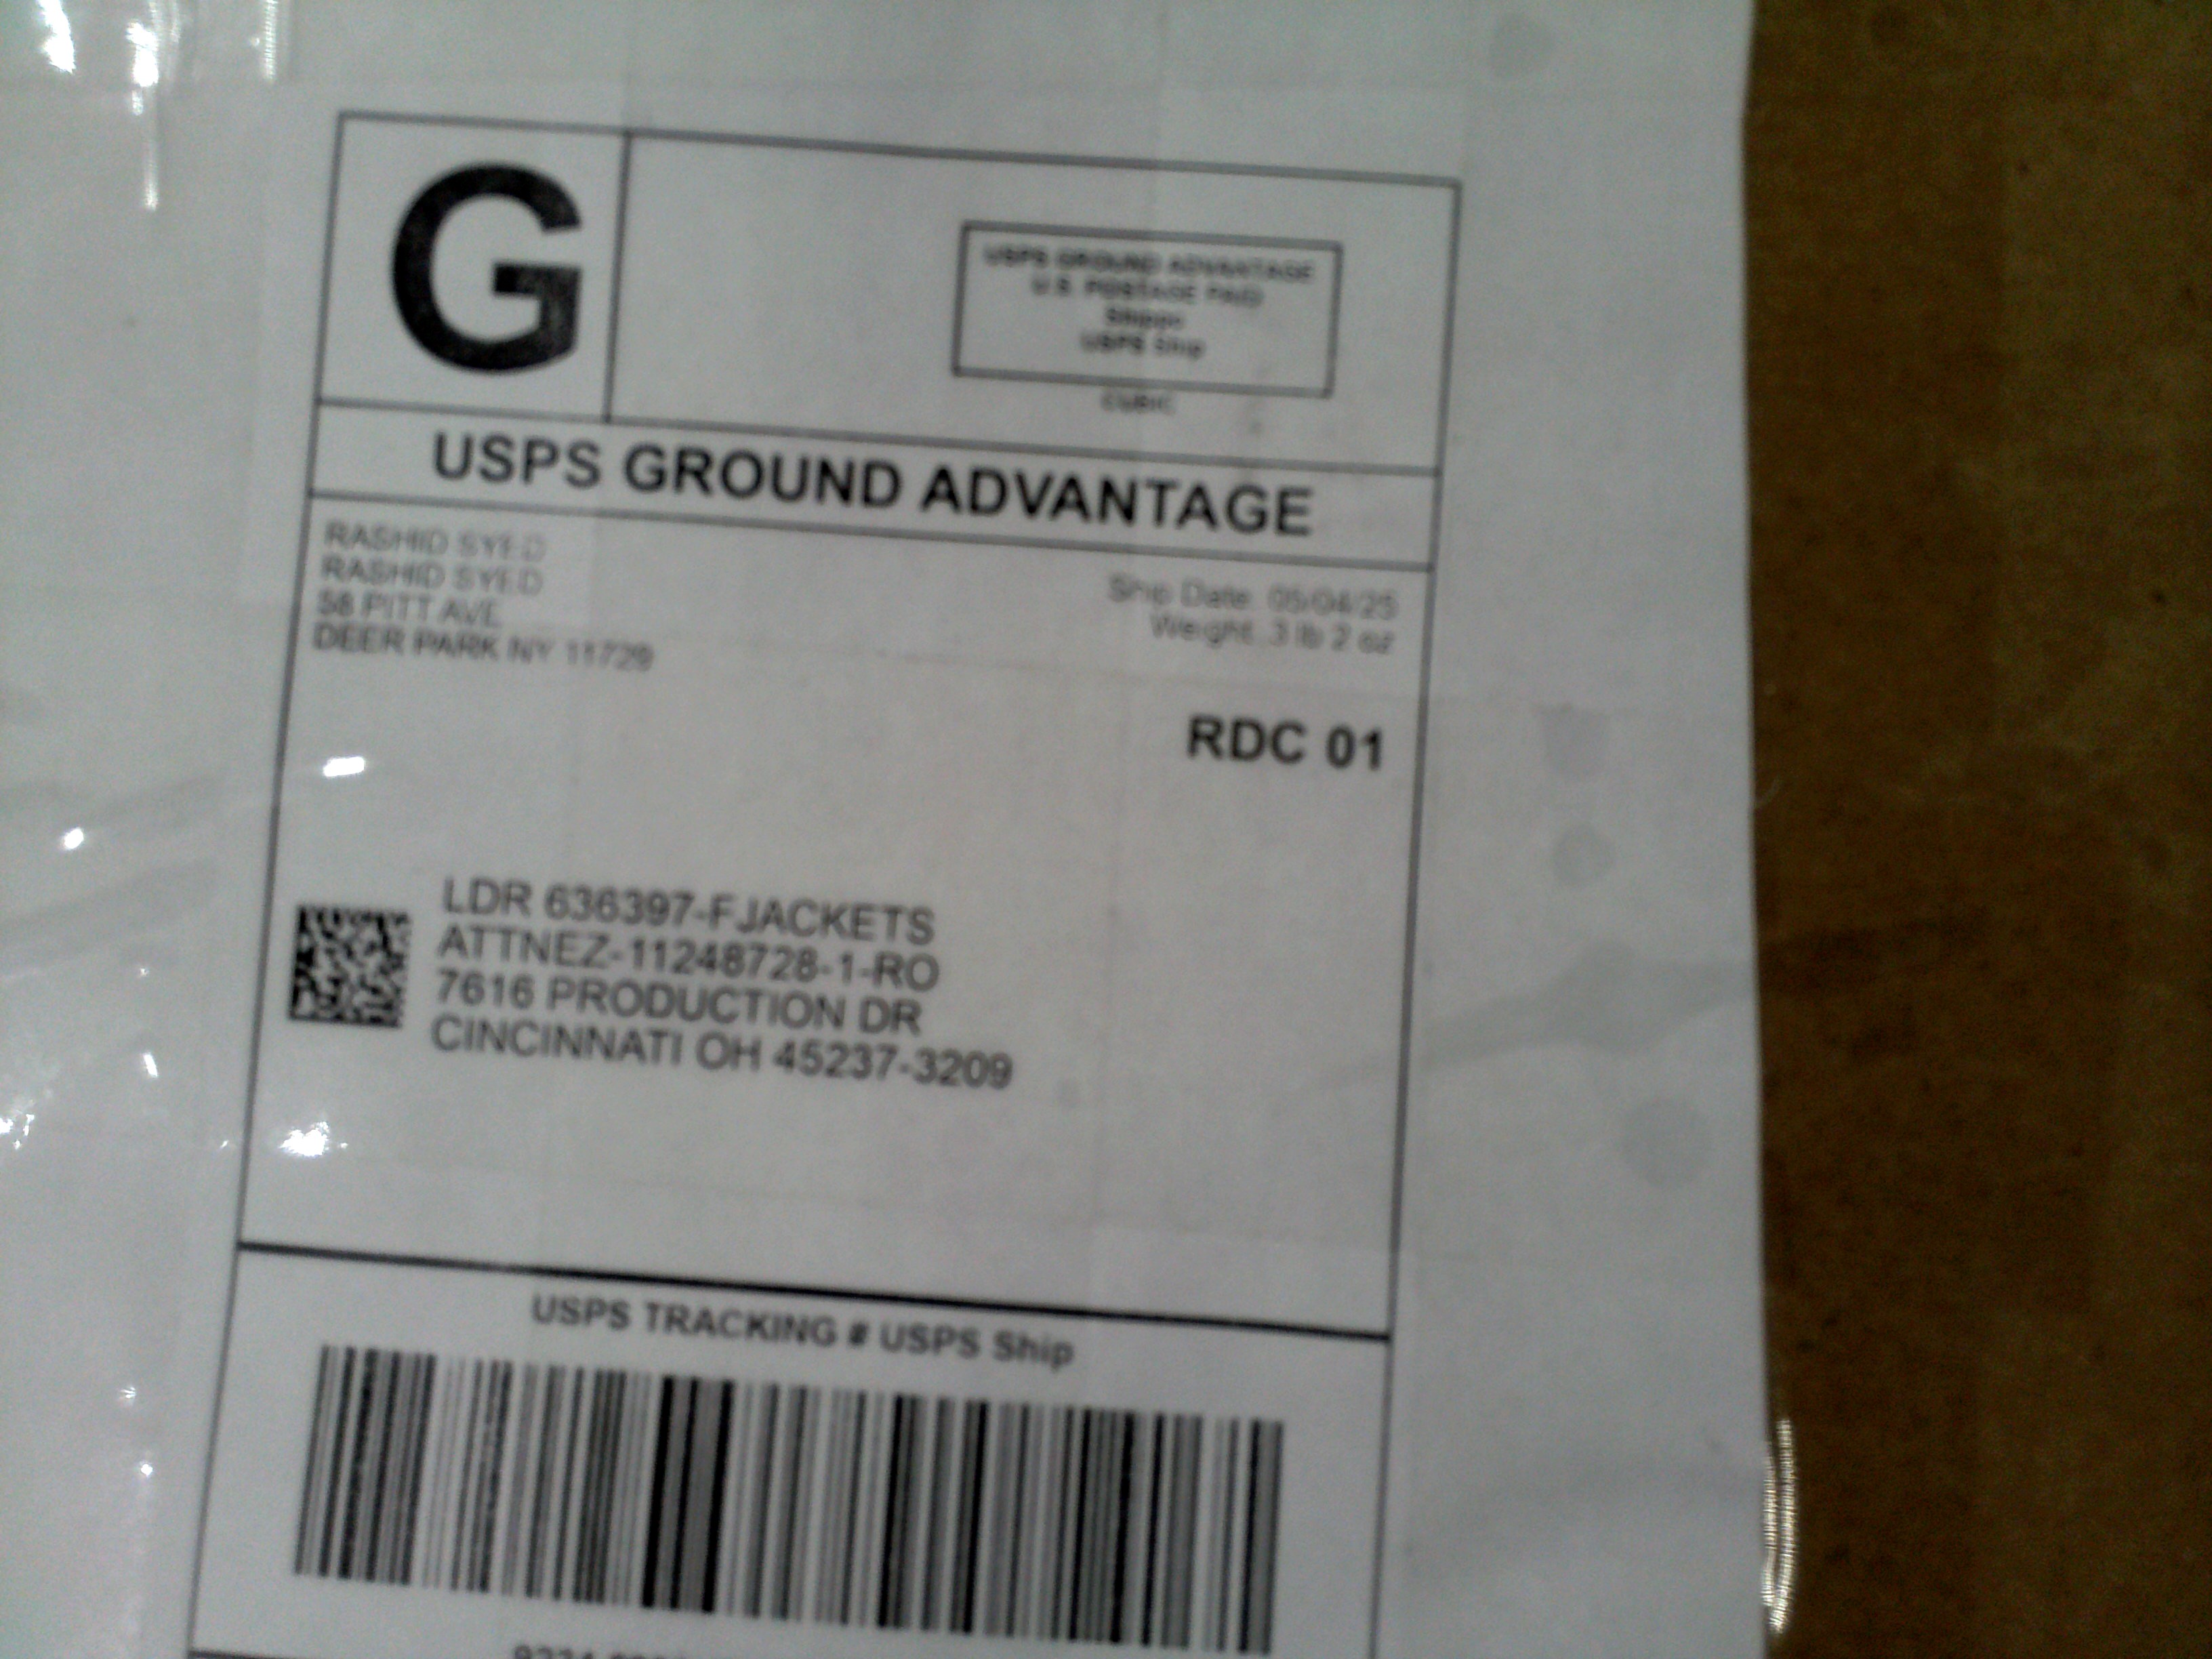 G
USPS GROUND ADVANTAGE
U.S. POSTAGE PAID
Shippo
USPS Ship
CUBIC
USPS GROUND ADVANTAGE
RASHID SYED
RASHID SYED
58 PITT AVE
DEER PARK NY 11729
Ship Date: 05/04/25
Weight: 3 lb 2 oz
RDC 01
LDR 636397-FJACKETS
ATTNEZ-11248728-1-RO
7616 PRODUCTION DR
CINCINNATI OH 45237-3209
USPS TRACKING # USPS Ship